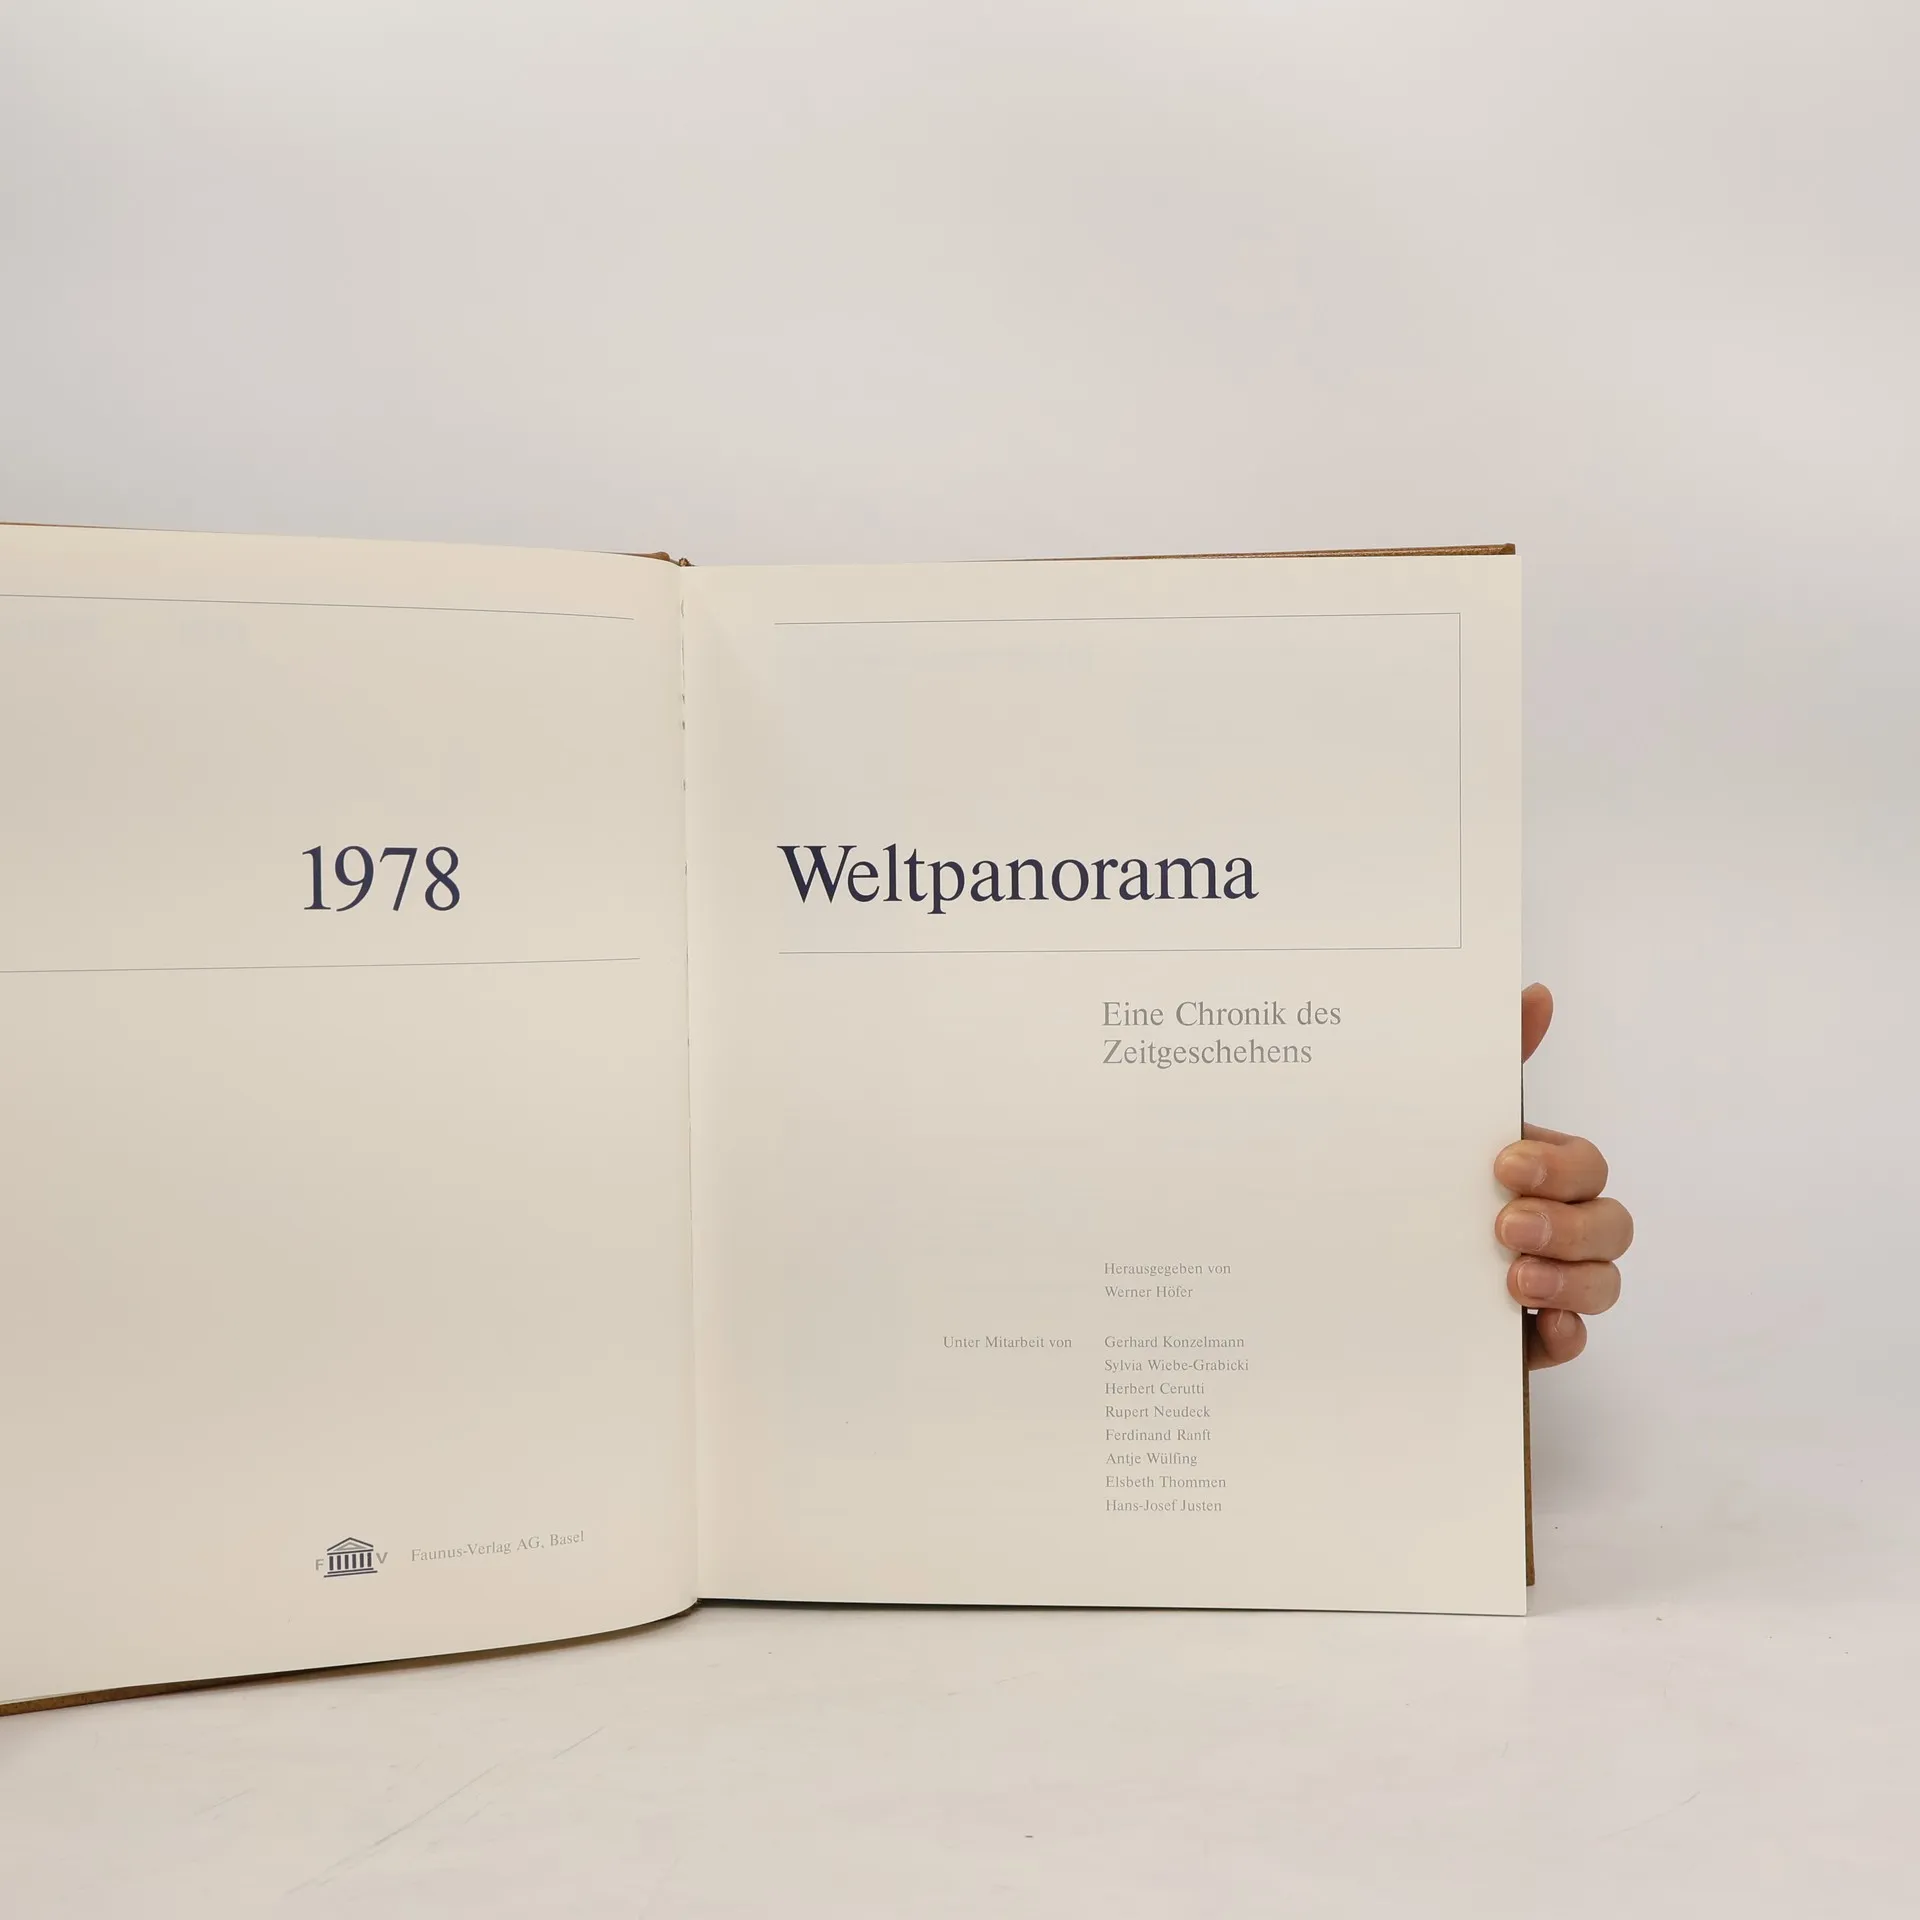 1978
F V Faunus-Verlag AG, Basel
Weltpanorama
Eine Chronik des
Zeitgeschehens
Herausgegeben von
Werner Höfer
Unter Mitarbeit von Gerhard Konzelmann
Sylvia Wiebe-Grabicki
Herbert Cerutti
Rupert Neudeck
Ferdinand Ranft
Antje Wülfing
Elsbeth Thommen
Hans-Josef Justen